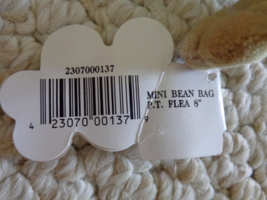 2307000137
MINI BEAN BAG
P.T. FLEA 8"
4 23070 00137 9